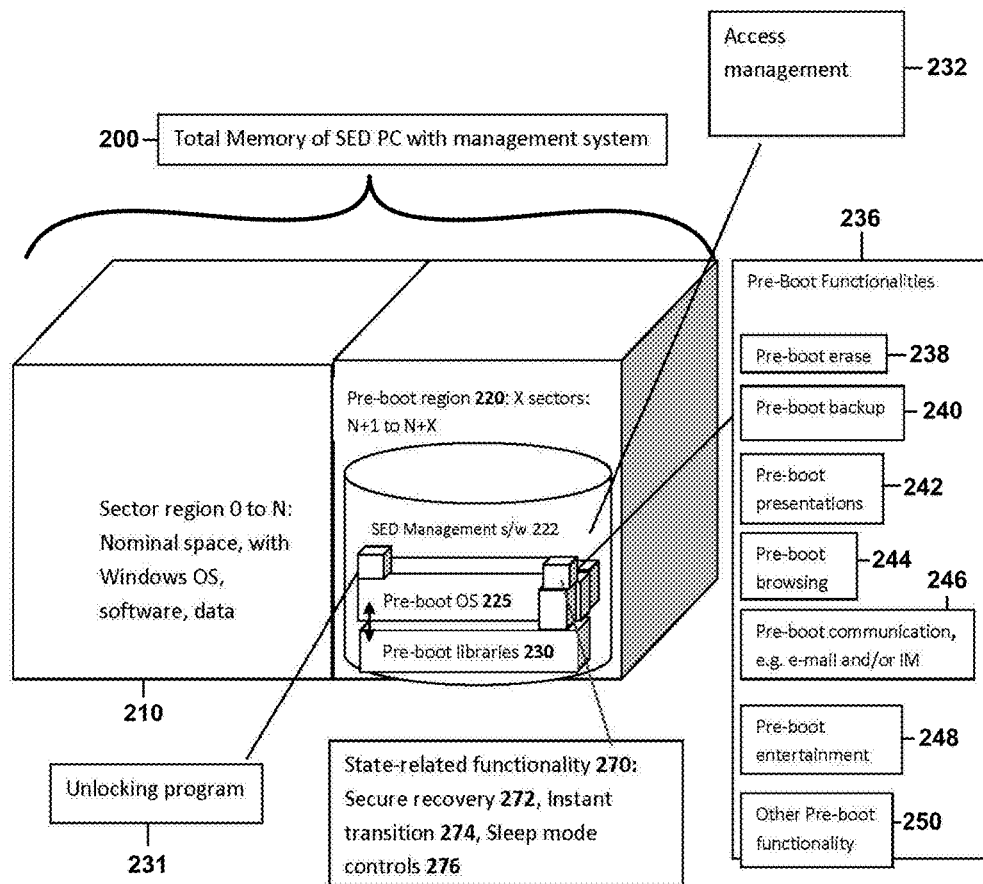 Access
management
232
200
Total Memory of SED PC with management system
236
Pre-Boot Functionalities
Pre-boot erase
238
Pre-boot backup
240
Pre-boot
presentations
242
Pre-boot
browsing
244
246
Pre-boot communication,
e.g. e-mail and/or IM
Pre-boot
entertainment
248
Other Pre-boot
functionality
250
Pre-boot region 220: X sectors:
N+1 to N+X
Sector region 0 to N:
Nominal space, with
Windows OS,
software, data
SED Management s/w 222
Pre-boot OS 225
Pre-boot libraries 230
210
Unlocking program
231
State-related functionality 270:
Secure recovery 272, Instant
transition 274, Sleep mode
controls 276